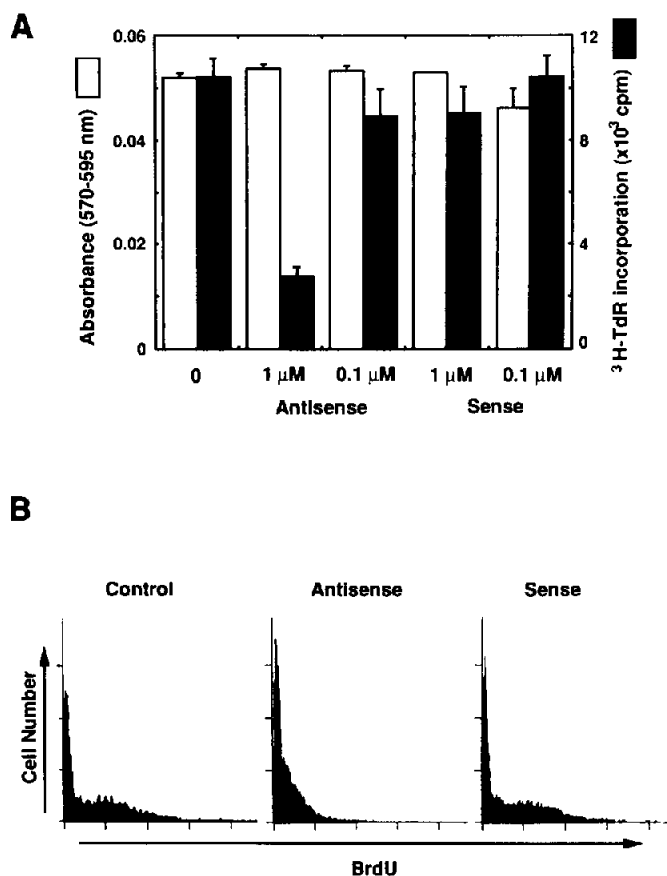 A
0.06
0.04
0.02
0
Absorbance (570-595 nm)
12
8
4
0
³H-TdR incorporation (x10³ cpm)
0
1 µM
0.1 µM
1 µM
0.1 µM
Antisense
Sense
B
Control
Antisense
Sense
Cell Number
BrdU